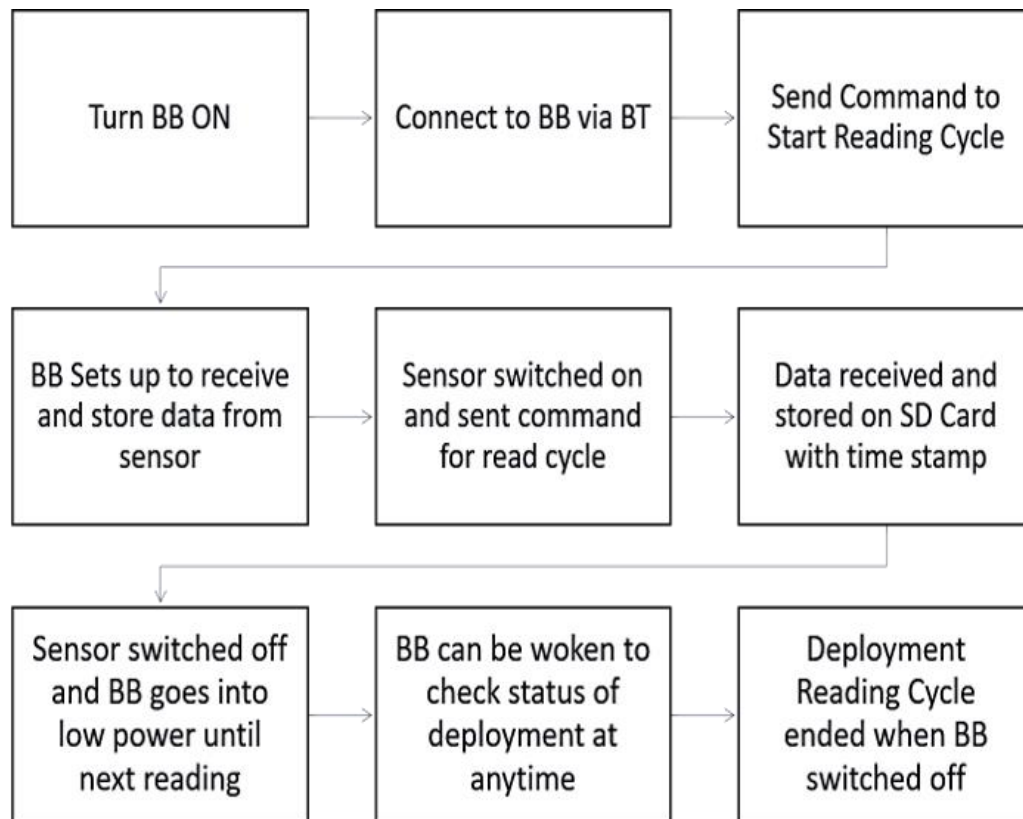 Turn BB ON
Connect to BB via BT
Send Command to
Start Reading Cycle
BB Sets up to receive
and store data from
sensor
Sensor switched on
and sent command
for read cycle
Data received and
stored on SD Card
with time stamp
Sensor switched off
and BB goes into
low power until
next reading
BB can be woken to
check status of
deployment at
anytime
Deployment
Reading Cycle
ended when BB
switched off